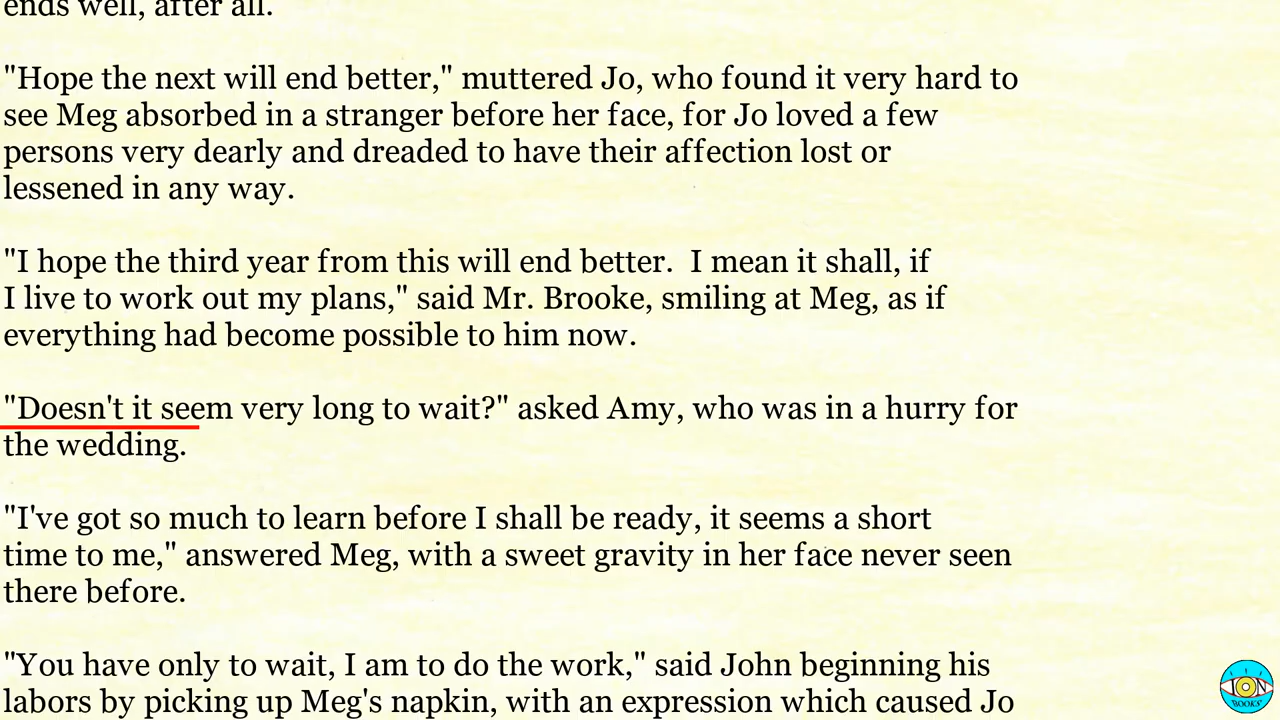 ends well, after all.
"Hope the next will end better," muttered Jo, who found it very hard to
see Meg absorbed in a stranger before her face, for Jo loved a few
persons very dearly and dreaded to have their affection lost or
lessened in any way.
"I hope the third year from this will end better.  I mean it shall, if
I live to work out my plans," said Mr. Brooke, smiling at Meg, as if
everything had become possible to him now.
"Doesn't it seem very long to wait?" asked Amy, who was in a hurry for
the wedding.
"I've got so much to learn before I shall be ready, it seems a short
time to me," answered Meg, with a sweet gravity in her face never seen
there before.
"You have only to wait, I am to do the work," said John beginning his
labors by picking up Meg's napkin, with an expression which caused Jo
ION
BOOKS